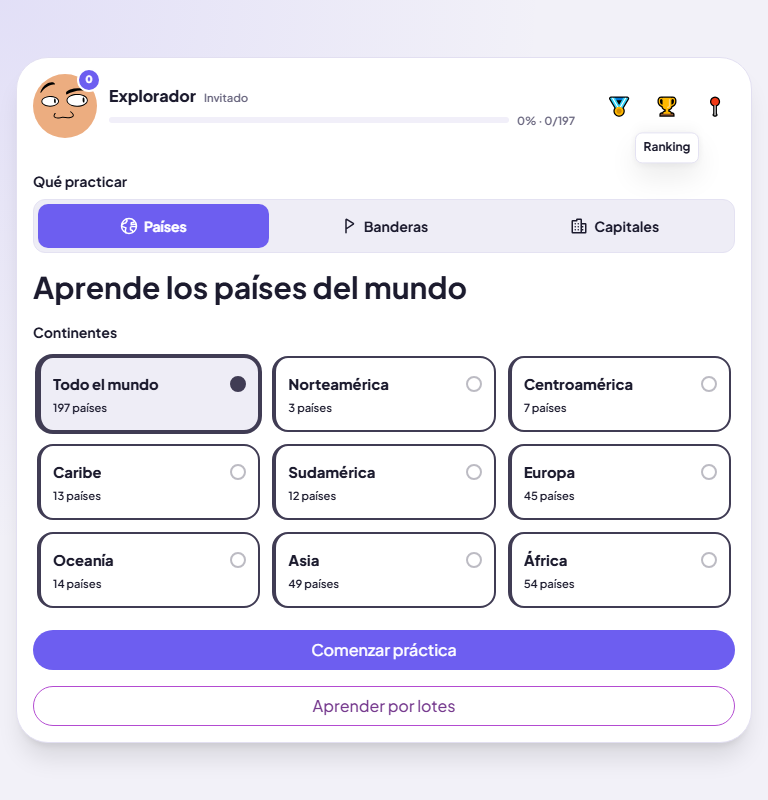 0
Explorador Invitado
0% · 0/197
Ranking
Qué practicar
Países
Banderas
Capitales
Aprende los países del mundo
Continentes
Todo el mundo
197 países
Norteamérica
3 países
Centroamérica
7 países
Caribe
13 países
Sudamérica
12 países
Europa
45 países
Oceanía
14 países
Asia
49 países
África
54 países
Comenzar práctica
Aprender por lotes